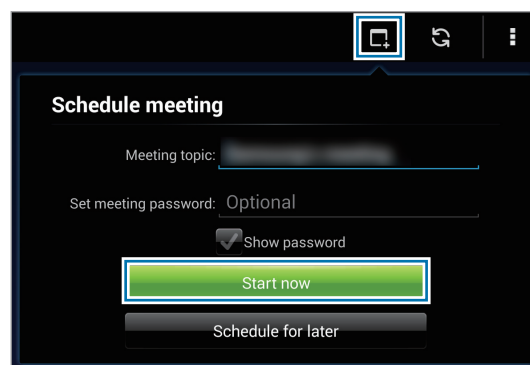 Schedule meeting
Meeting topic:
Set meeting password: Optional
Show password
Start now
Schedule for later